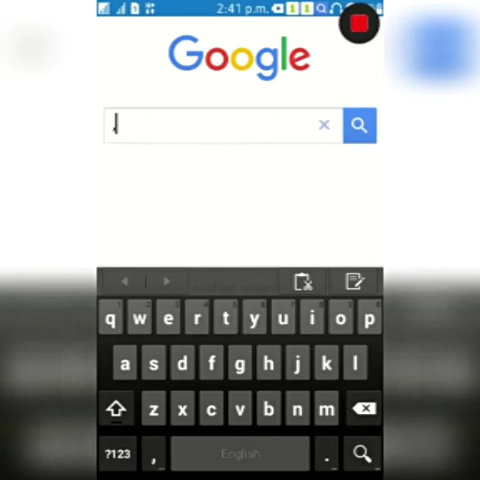 2:41 p.m.
Google
q w e r t y u i o p
a s d f g h j k l
z x c v b n m
?123 , English .